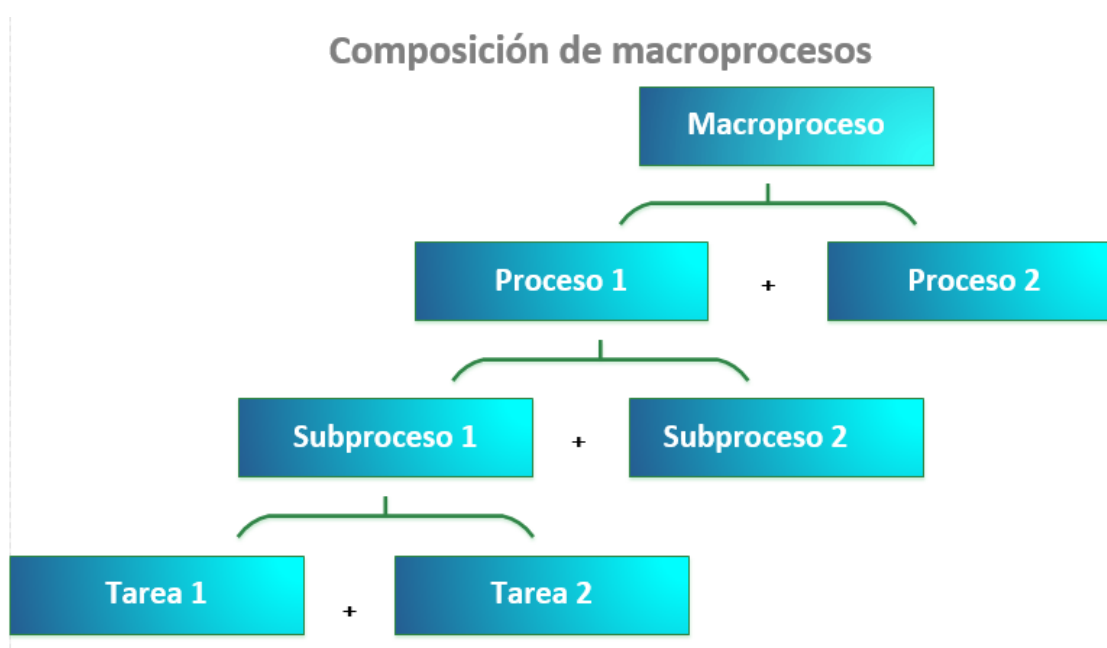 Composición de macroprocesos
Macroproceso
Proceso 1 + Proceso 2
Subproceso 1 + Subproceso 2
Tarea 1 + Tarea 2